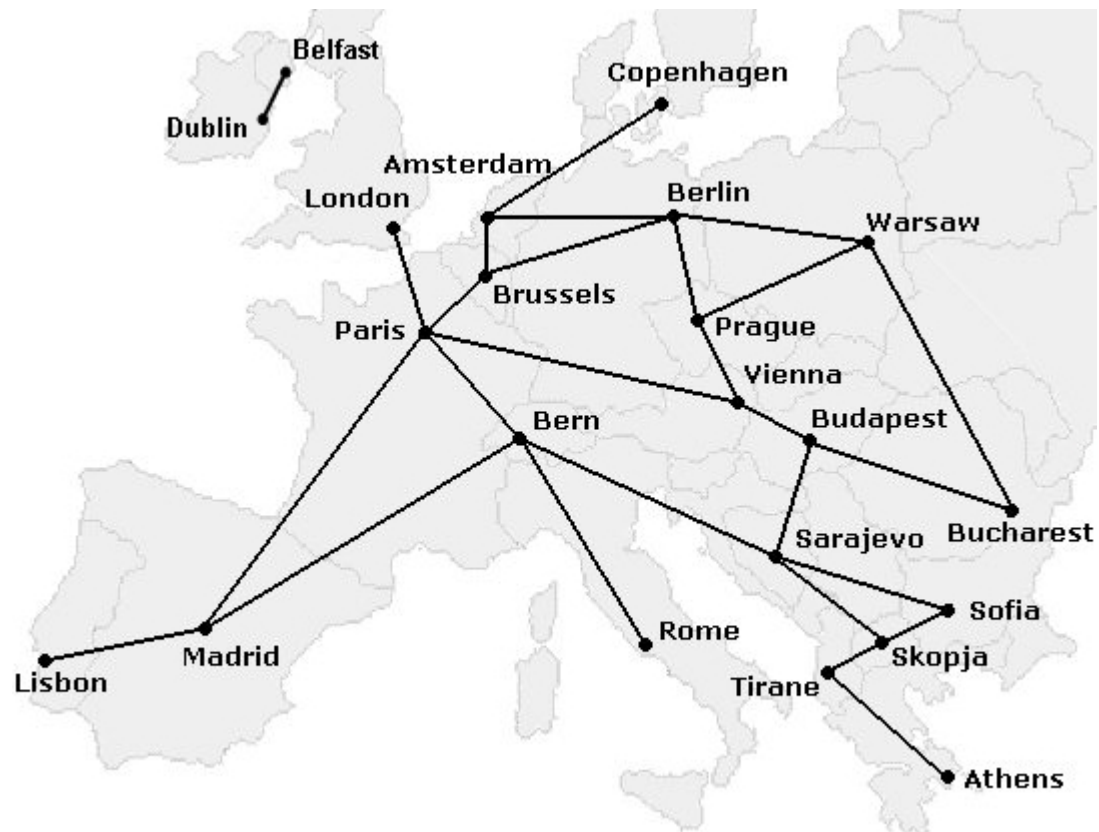 Belfast
Copenhagen
Dublin
Amsterdam
London
Berlin
Warsaw
Brussels
Paris
Prague
Vienna
Bern
Budapest
Bucharest
Sarajevo
Sofia
Rome
Madrid
Skopja
Lisbon
Tirane
Athens